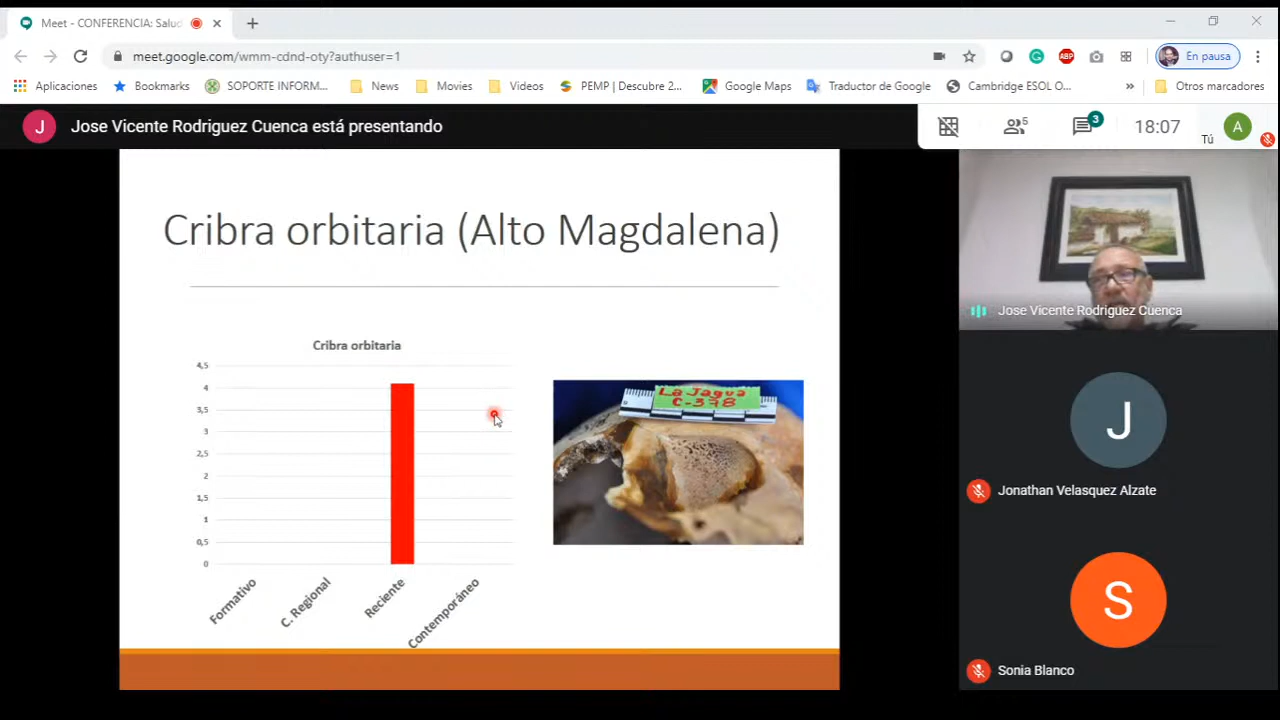 Meet - CONFERENCIA: Salud
meet.google.com/wmm-cdnd-oty?authuser=1
En pausa
Aplicaciones
Bookmarks
SOPORTE INFORM...
News
Movies
Videos
PEMP | Descubre 2...
Google Maps
Traductor de Google
Cambridge ESOL O...
»
Otros marcadores
J
Jose Vicente Rodriguez Cuenca está presentando
5
3
18:07
Tú
A
Cribra orbitaria (Alto Magdalena)
Cribra orbitaria
4,5
4
3,5
3
2,5
2
1,5
1
0,5
0
Formativo
C. Regional
Reciente
Contemporáneo
La Jagua
C-378
Jose Vicente Rodriguez Cuenca
J
Jonathan Velasquez Alzate
S
Sonia Blanco